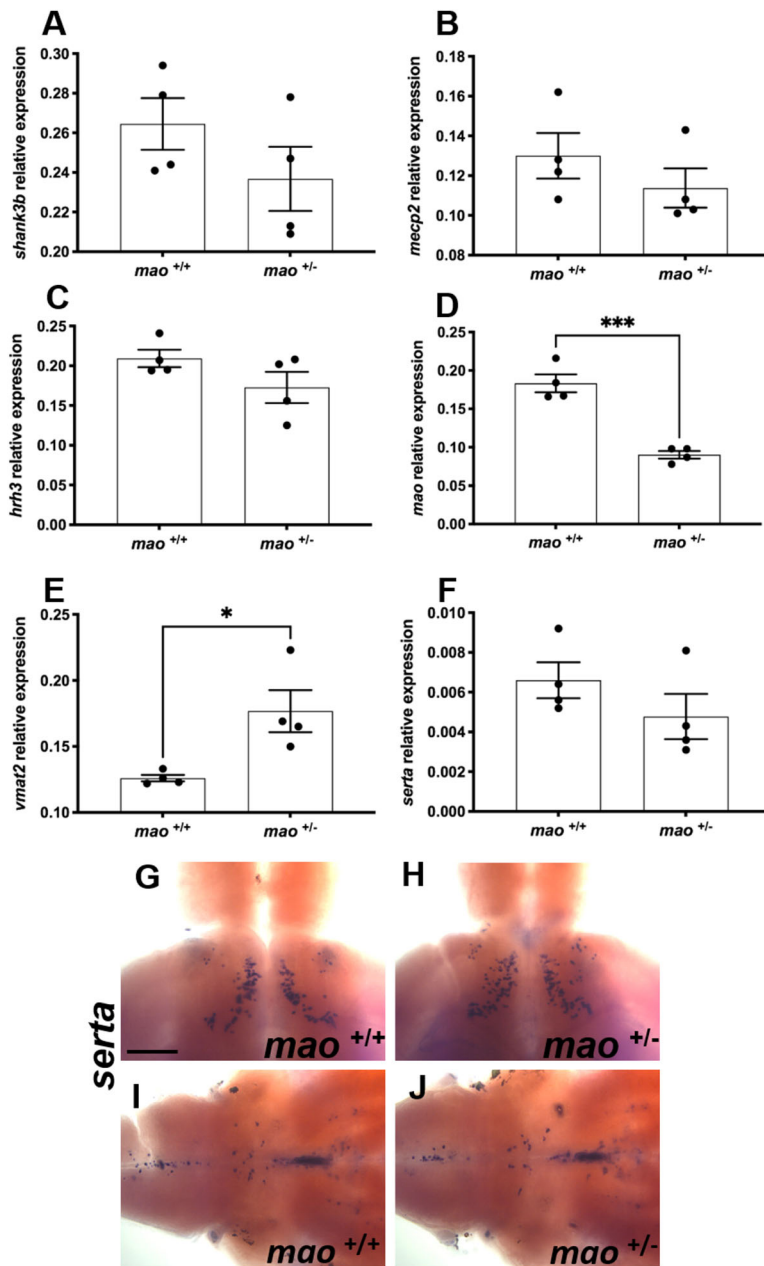 A
shank3b relative expression
0.30
0.28
0.26
0.24
0.22
0.20
mao +/+
mao +/-
B
mecp2 relative expression
0.18
0.16
0.14
0.12
0.10
0.08
mao +/+
mao +/-
C
hrh3 relative expression
0.25
0.20
0.15
0.10
0.05
0.00
mao +/+
mao +/-
D
mao relative expression
0.25
0.20
0.15
0.10
0.05
0.00
***
mao +/+
mao +/-
E
vmat2 relative expression
0.25
0.20
0.15
0.10
*
mao +/+
mao +/-
F
serta relative expression
0.010
0.008
0.006
0.004
0.002
0.000
mao +/+
mao +/-
serta
G
mao +/+
H
mao +/-
I
mao +/+
J
mao +/-